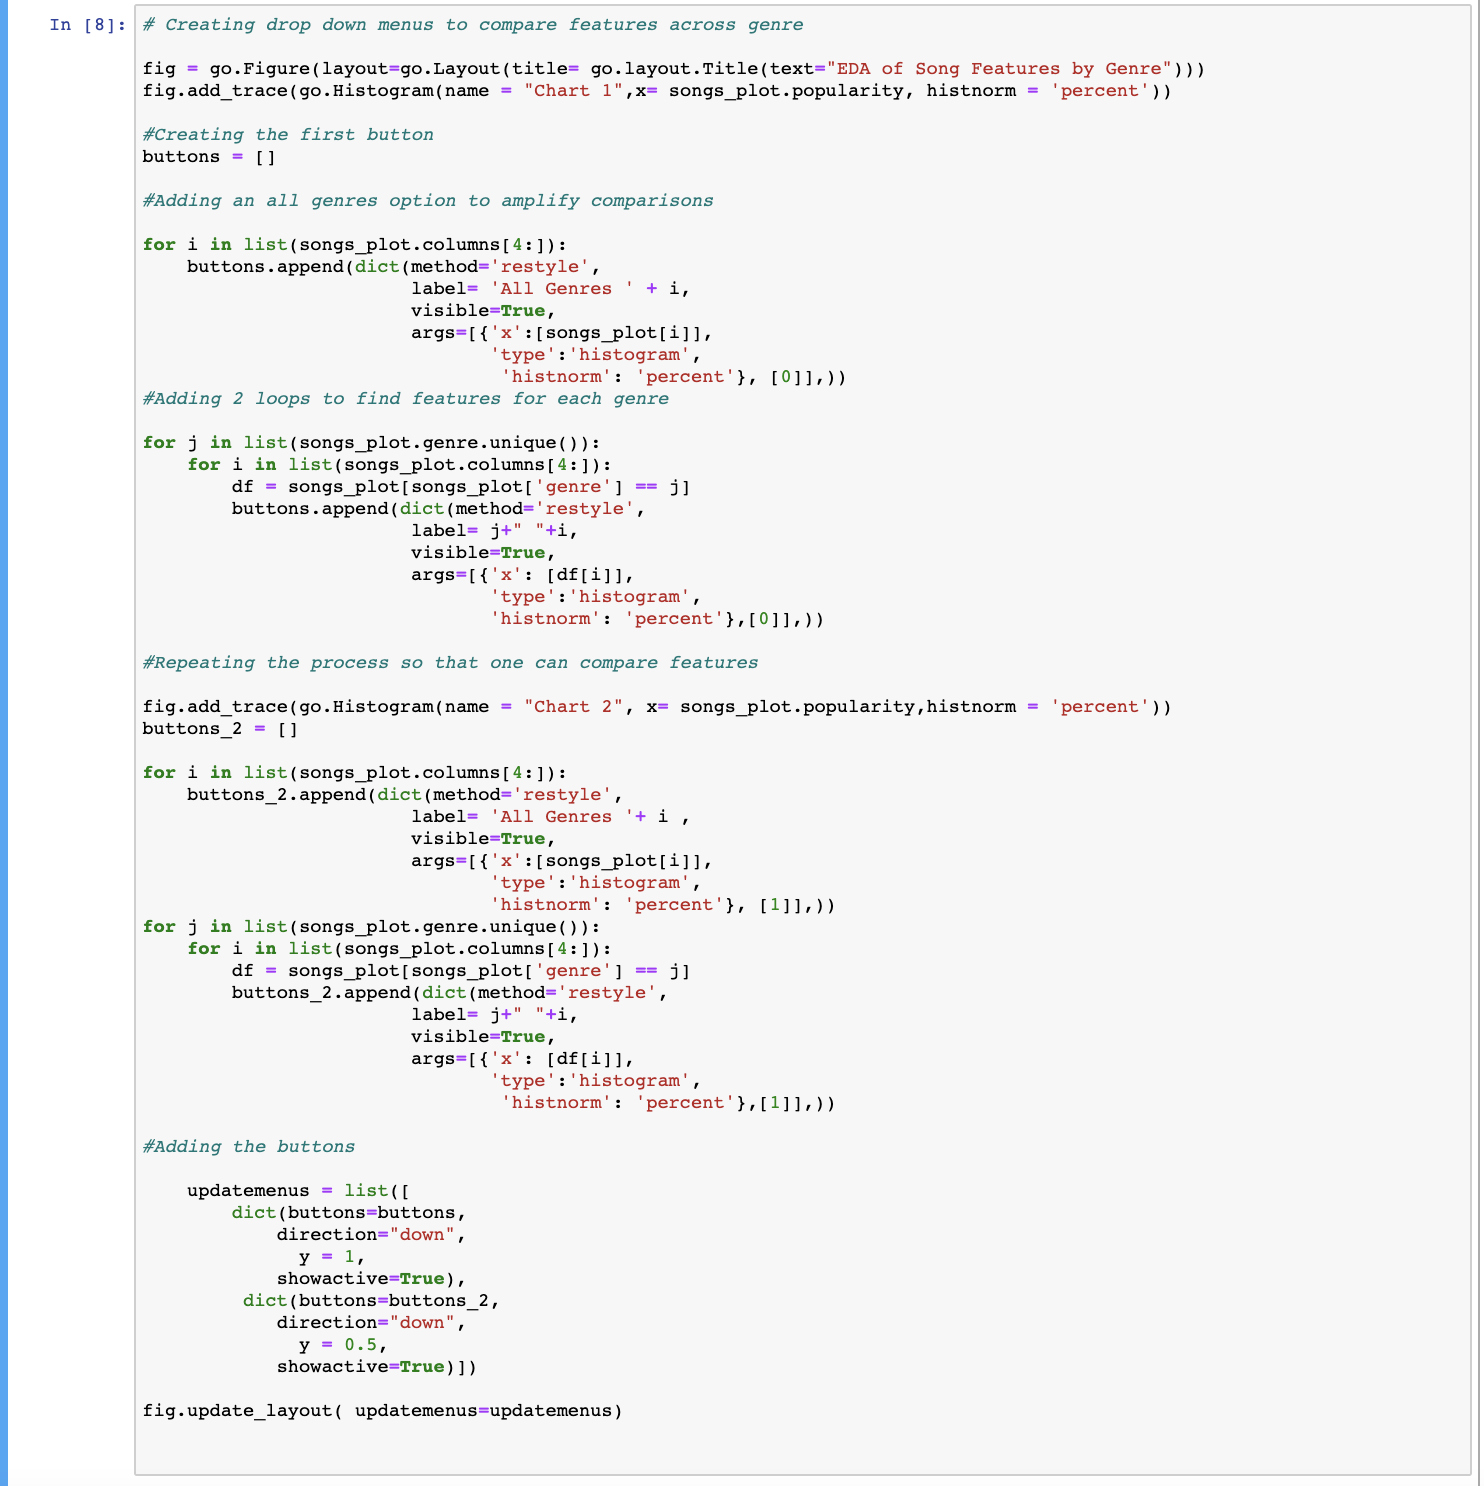 In [8]: # Creating drop down menus to compare features across genre

fig = go.Figure(layout=go.Layout(title= go.layout.Title(text="EDA of Song Features by Genre")))
fig.add_trace(go.Histogram(name = "Chart 1",x= songs_plot.popularity, histnorm = 'percent'))

#Creating the first button
buttons = []

#Adding an all genres option to amplify comparisons

for i in list(songs_plot.columns[4:]):
    buttons.append(dict(method='restyle',
                        label= 'All Genres ' + i,
                        visible=True,
                        args=[{'x':[songs_plot[i]],
                               'type':'histogram',
                                'histnorm': 'percent'}, [0]],))
#Adding 2 loops to find features for each genre

for j in list(songs_plot.genre.unique()):
    for i in list(songs_plot.columns[4:]):
        df = songs_plot[songs_plot['genre'] == j]
        buttons.append(dict(method='restyle',
                        label= j+" "+i,
                        visible=True,
                        args=[{'x': [df[i]],
                               'type':'histogram',
                               'histnorm': 'percent'},[0]],))

#Repeating the process so that one can compare features

fig.add_trace(go.Histogram(name = "Chart 2", x= songs_plot.popularity,histnorm = 'percent'))
buttons_2 = []

for i in list(songs_plot.columns[4:]):
    buttons_2.append(dict(method='restyle',
                        label= 'All Genres '+ i ,
                        visible=True,
                        args=[{'x':[songs_plot[i]],
                               'type':'histogram',
                               'histnorm': 'percent'}, [1]],))
for j in list(songs_plot.genre.unique()):
    for i in list(songs_plot.columns[4:]):
        df = songs_plot[songs_plot['genre'] == j]
        buttons_2.append(dict(method='restyle',
                        label= j+" "+i,
                        visible=True,
                        args=[{'x': [df[i]],
                               'type':'histogram',
                                'histnorm': 'percent'},[1]],))

#Adding the buttons

    updatemenus = list([
        dict(buttons=buttons,
            direction="down",
              y = 1,
            showactive=True),
         dict(buttons=buttons_2,
            direction="down",
              y = 0.5,
            showactive=True)])

fig.update_layout( updatemenus=updatemenus)